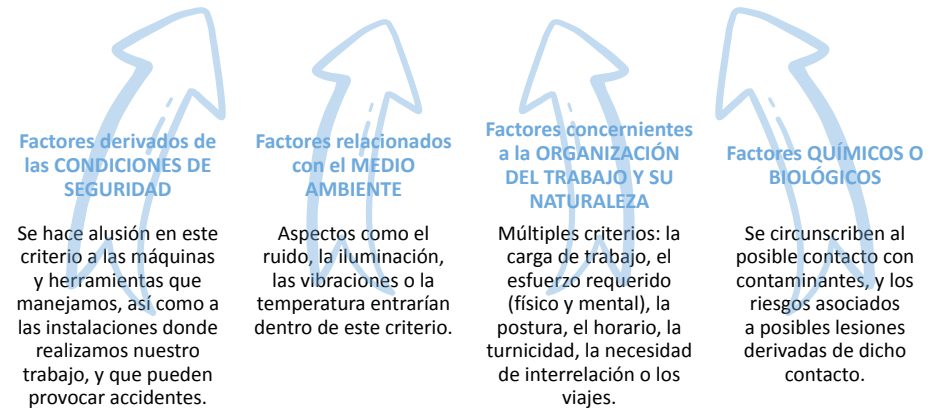 Factores derivados de
las CONDICIONES DE
SEGURIDAD
Se hace alusión en este
criterio a las máquinas
y herramientas que
manejamos, así como a
las instalaciones donde
realizamos nuestro
trabajo, y que pueden
provocar accidentes.
Factores relacionados
con el MEDIO
AMBIENTE
Aspectos como el
ruido, la iluminación,
las vibraciones o la
temperatura entrarían
dentro de este criterio.
Factores concernientes
a la ORGANIZACIÓN
DEL TRABAJO Y SU
NATURALEZA
Múltiples criterios: la
carga de trabajo, el
esfuerzo requerido
(físico y mental), la
postura, el horario, la
turnicidad, la necesidad
de interrelación o los
viajes.
Factores QUÍMICOS O
BIOLÓGICOS
Se circunscriben al
posible contacto con
contaminantes, y los
riesgos asociados
a posibles lesiones
derivadas de dicho
contacto.